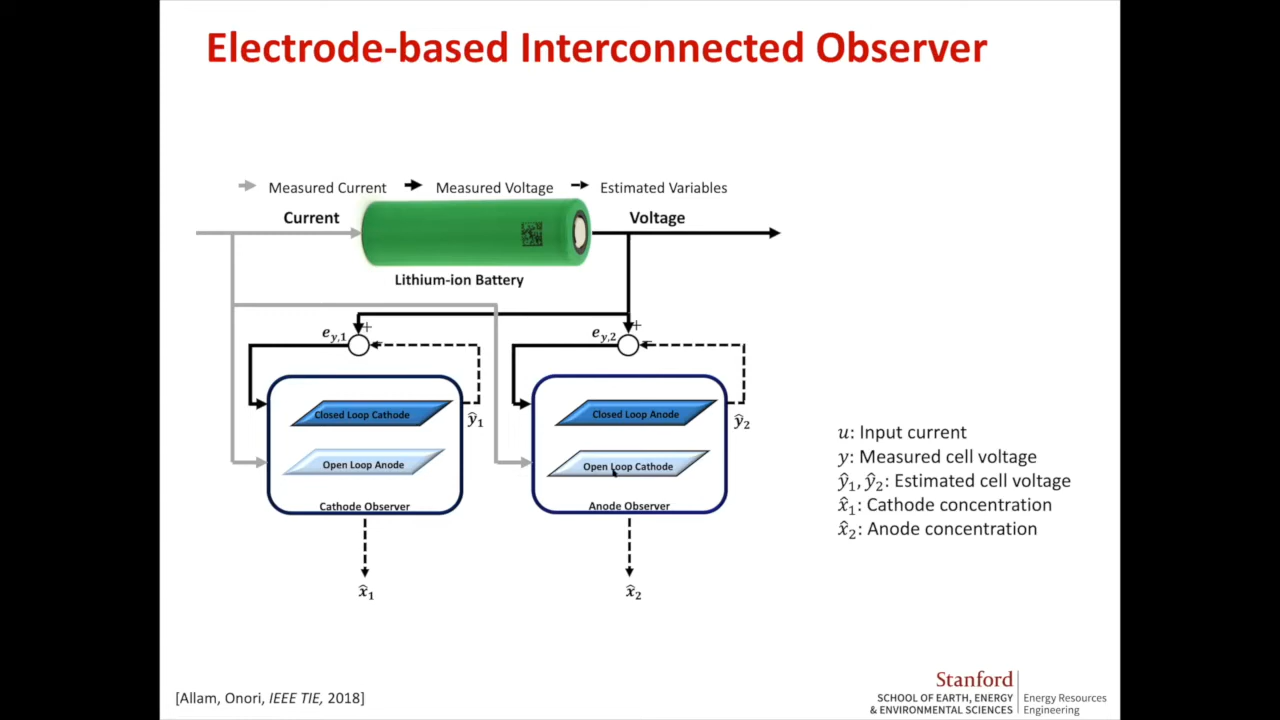 Electrode-based Interconnected Observer
Measured Current
Measured Voltage
Estimated Variables
Current
Voltage
Lithium-ion Battery
e_{y,1}
+
−
e_{y,2}
+
−
Closed Loop Cathode
Open Loop Anode
Cathode Observer
ŷ₁
Closed Loop Anode
Open Loop Cathode
Anode Observer
ŷ₂
x̂₁
x̂₂
u: Input current
y: Measured cell voltage
ŷ₁, ŷ₂: Estimated cell voltage
x̂₁: Cathode concentration
x̂₂: Anode concentration
[Allam, Onori, IEEE TIE, 2018]
Stanford
SCHOOL OF EARTH, ENERGY
& ENVIRONMENTAL SCIENCES
Energy Resources
Engineering